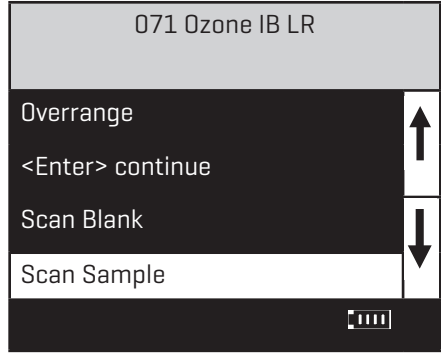 071 Ozone IB LR
Overrange
<Enter> continue
Scan Blank
Scan Sample